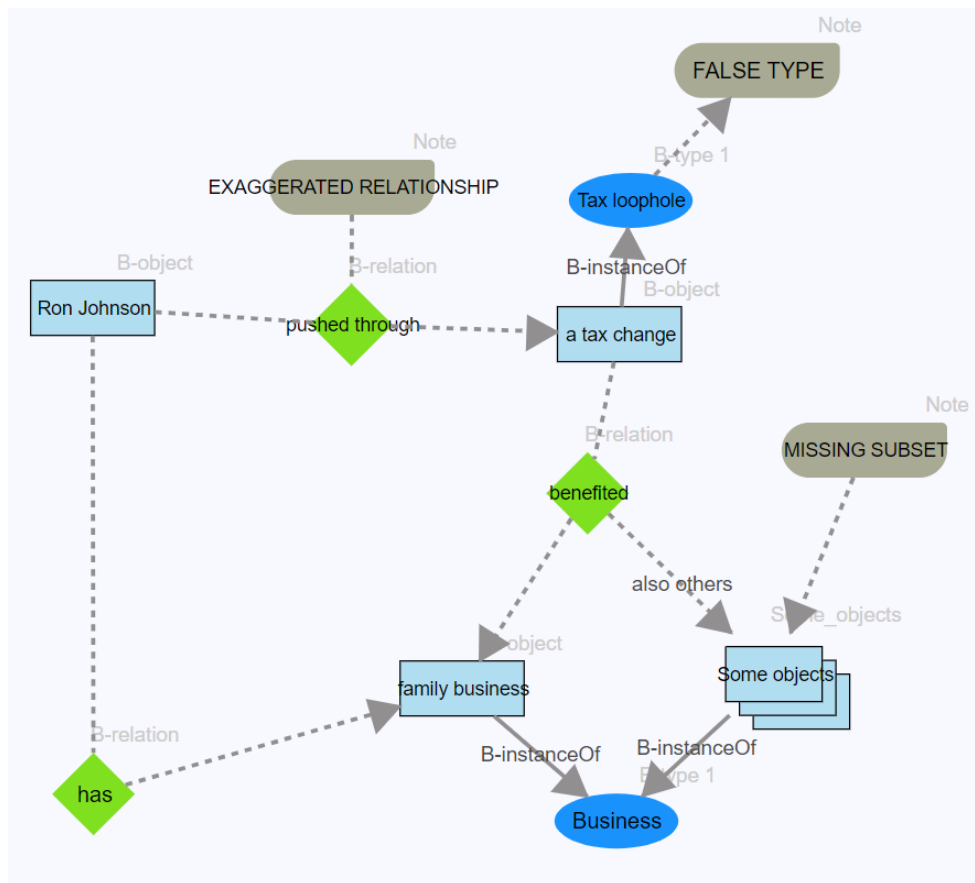 Note
FALSE TYPE
Note
B-type 1
EXAGGERATED RELATIONSHIP
Tax loophole
B-object
B-relation
B-instanceOf
B-object
Ron Johnson
pushed through
a tax change
Note
B-relation
MISSING SUBSET
benefited
also others
Some_objects
object
Some objects
family business
B-relation
B-instanceOf
B-instanceOf
B-type 1
has
Business